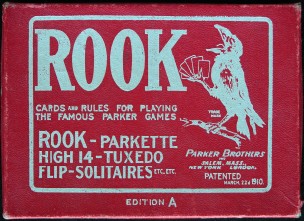 ROOK
CARDS AND RULES FOR PLAYING
THE FAMOUS PARKER GAMES
TRADE
MARK
ROOK - PARKETTE
HIGH 14 - TUXEDO
FLIP - SOLITAIRES ETC. ETC.
PARKER BROTHERS
INC.
SALEM, MASS.
NEW YORK LONDON.
PATENTED
MARCH, 22d 1910.
EDITION A